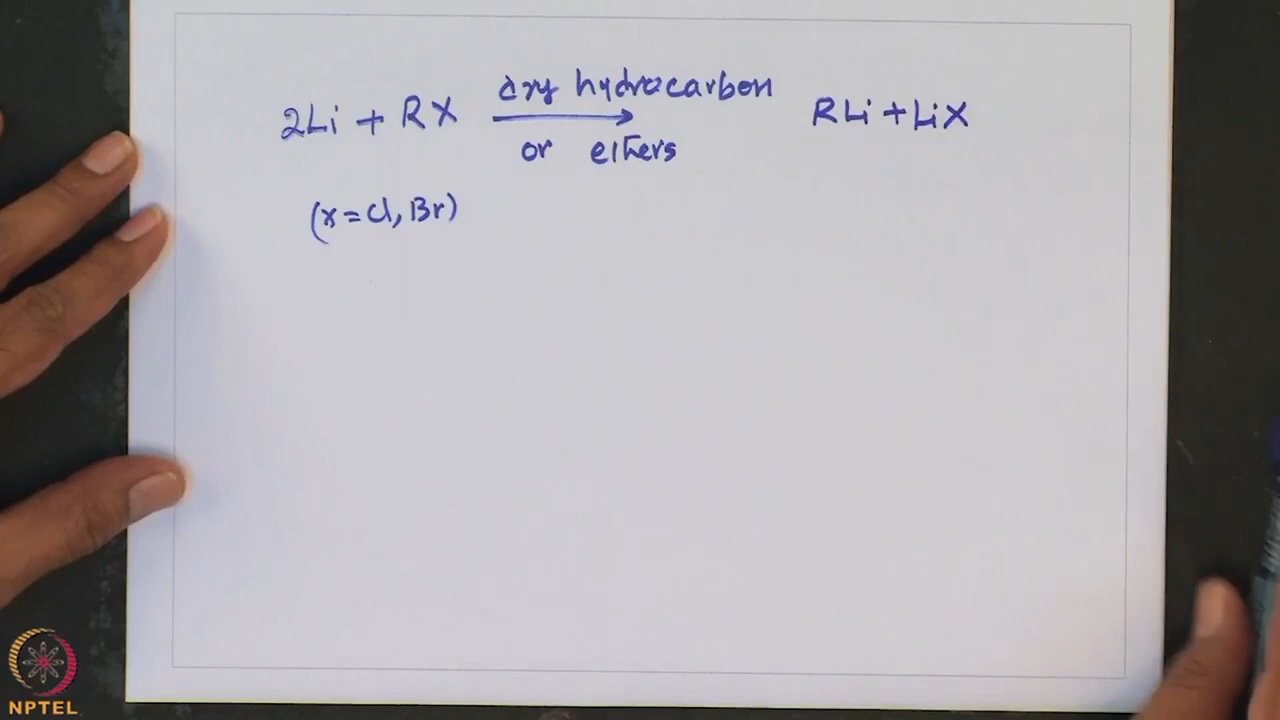 2Li + RX dry hydrocarbon or ethers → RLi + LiX
(X = Cl, Br)
NPTEL